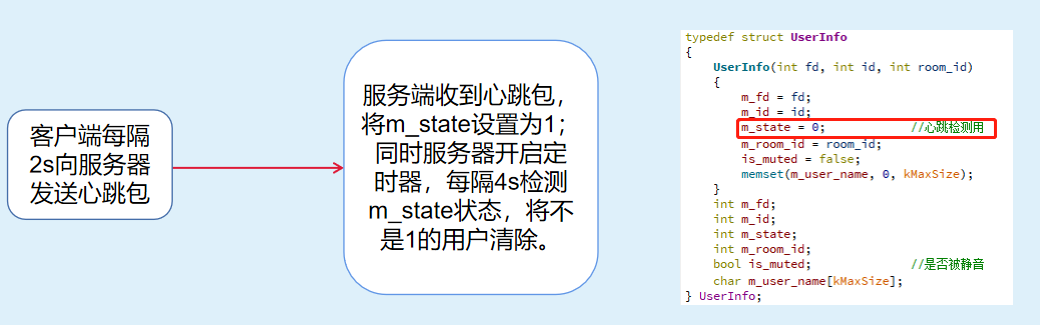 客户端每隔
2s向服务器
发送心跳包
服务端收到心跳包，
将m_state设置为1；
同时服务器开启定
时器，每隔4s检测
m_state状态，将不
是1的用户清除。
typedef struct UserInfo
{
    UserInfo(int fd, int id, int room_id)
    {
        m_fd = fd;
        m_id = id;
        m_state = 0;            //心跳检测用
        m_room_id = room_id;
        is_muted = false;
        memset(m_user_name, 0, kMaxSize);
    }
    int m_fd;
    int m_id;
    int m_state;
    int m_room_id;
    bool is_muted;              //是否被静音
    char m_user_name[kMaxSize];
} UserInfo;